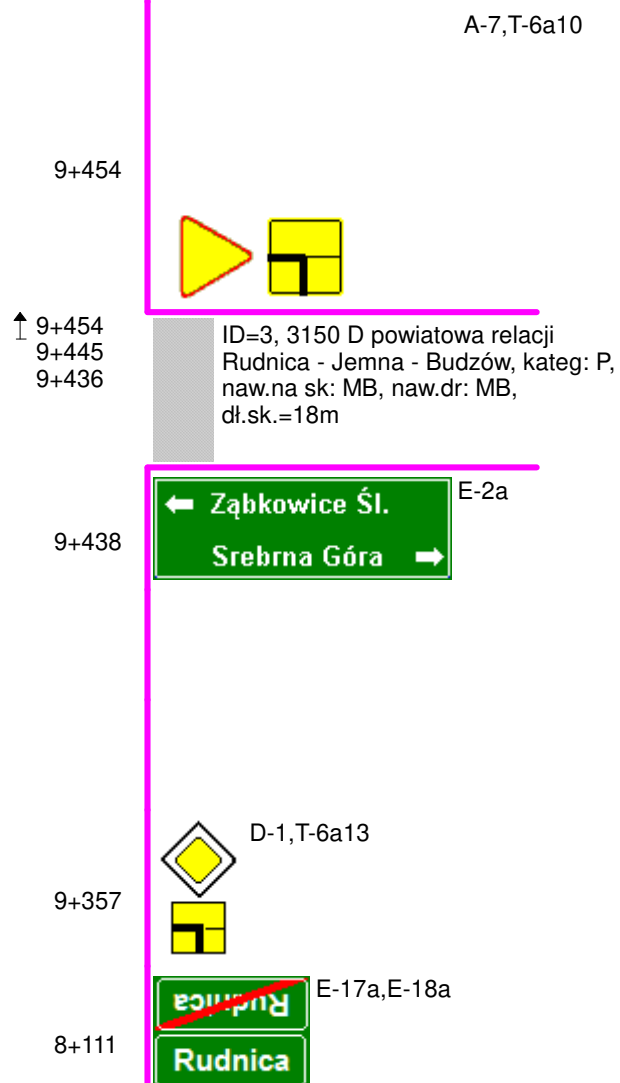 A-7,T-6a10
9+454
9+454
9+445
9+436
ID=3, 3150 D powiatowa relacji
Rudnica - Jemna - Budzów, kateg: P,
naw.na sk: MB, naw.dr: MB,
dł.sk.=18m
E-2a
Ząbkowice Śl.
Srebrna Góra
9+438
D-1,T-6a13
9+357
Rudnica
E-17a,E-18a
8+111
Rudnica